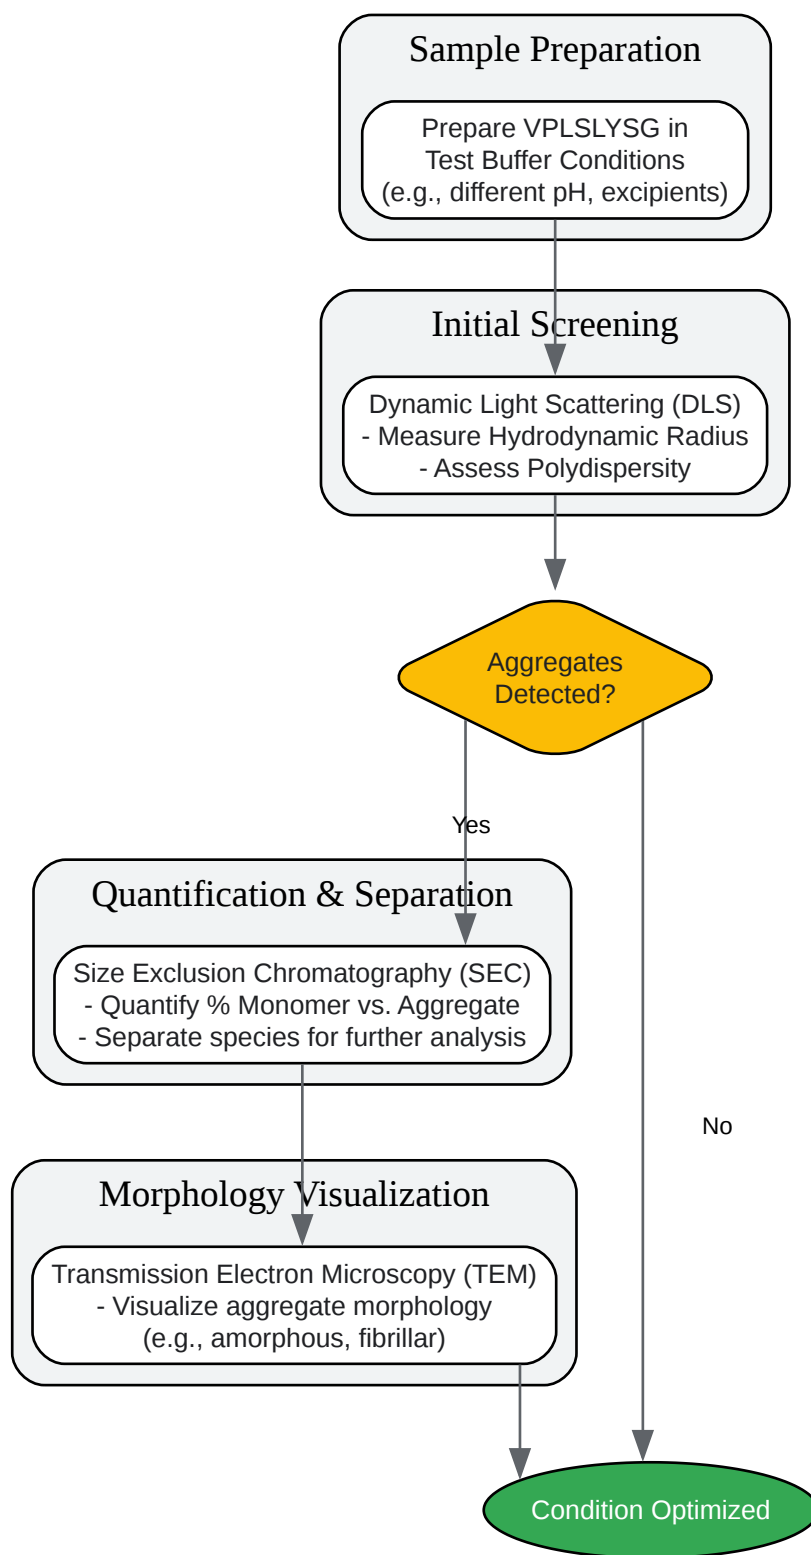 Sample Preparation
Prepare VPLSLYSG in
Test Buffer Conditions
(e.g., different pH, excipients)
Initial Screening
Dynamic Light Scattering (DLS)
- Measure Hydrodynamic Radius
- Assess Polydispersity
Aggregates
Detected?
Yes
Quantification & Separation
Size Exclusion Chromatography (SEC)
- Quantify % Monomer vs. Aggregate
- Separate species for further analysis
No
Morphology Visualization
Transmission Electron Microscopy (TEM)
- Visualize aggregate morphology
(e.g., amorphous, fibrillar)
Condition Optimized